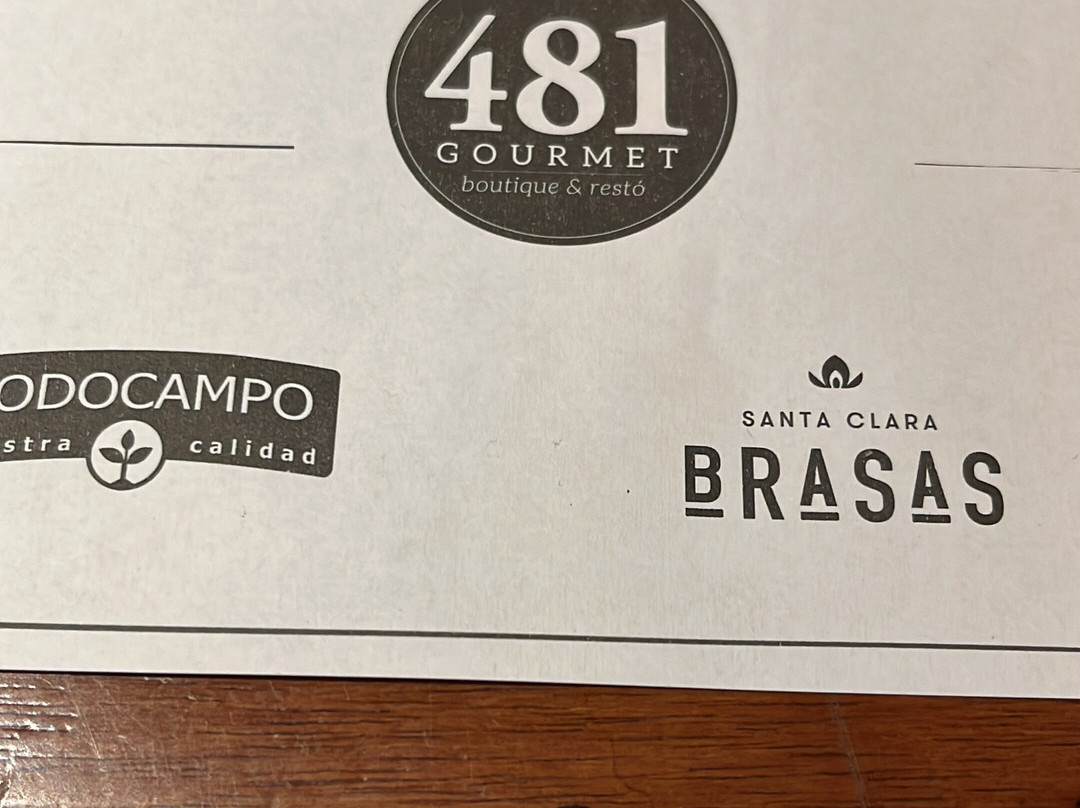 481
GOURMET
boutique & restó
ODOCAMPO
stra calidad
SANTA CLARA
BRASAS